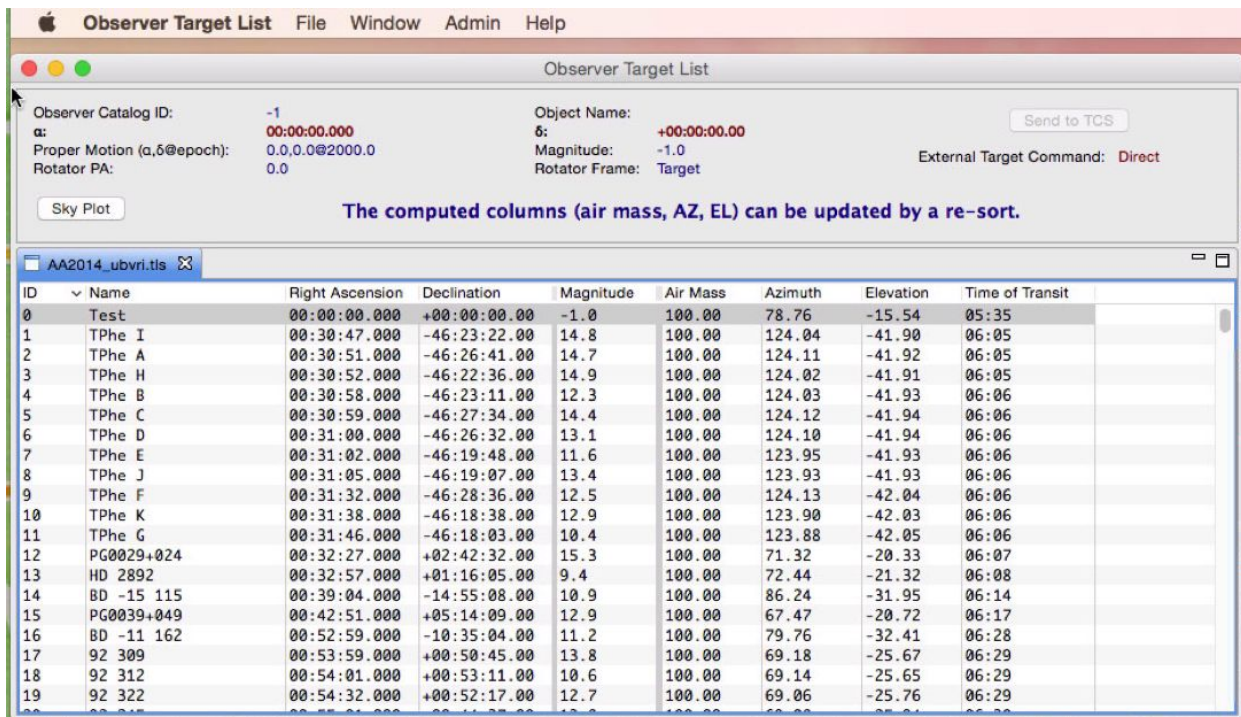 Observer Target List File Window Admin Help
Observer Target List
Observer Catalog ID: -1 Object Name:
α: 00:00:00.000 δ: +00:00:00.00 Send to TCS
Proper Motion (α,δ@epoch): 0.0,0.0@2000.0 Magnitude: -1.0 External Target Command: Direct
Rotator PA: 0.0 Rotator Frame: Target
Sky Plot The computed columns (air mass, AZ, EL) can be updated by a re-sort.
AA2014_ubvri.tls
ID Name Right Ascension Declination Magnitude Air Mass Azimuth Elevation Time of Transit
0 Test 00:00:00.000 +00:00:00.00 -1.0 100.00 78.76 -15.54 05:35
1 TPhe I 00:30:47.000 -46:23:22.00 14.8 100.00 124.04 -41.90 06:05
2 TPhe A 00:30:51.000 -46:26:41.00 14.7 100.00 124.11 -41.92 06:05
3 TPhe H 00:30:52.000 -46:22:36.00 14.9 100.00 124.02 -41.91 06:05
4 TPhe B 00:30:58.000 -46:23:11.00 12.3 100.00 124.03 -41.93 06:06
5 TPhe C 00:30:59.000 -46:27:34.00 14.4 100.00 124.12 -41.94 06:06
6 TPhe D 00:31:00.000 -46:26:32.00 13.1 100.00 124.10 -41.94 06:06
7 TPhe E 00:31:02.000 -46:19:48.00 11.6 100.00 123.95 -41.93 06:06
8 TPhe J 00:31:05.000 -46:19:07.00 13.4 100.00 123.93 -41.93 06:06
9 TPhe F 00:31:32.000 -46:28:36.00 12.5 100.00 124.13 -42.04 06:06
10 TPhe K 00:31:38.000 -46:18:38.00 12.9 100.00 123.90 -42.03 06:06
11 TPhe G 00:31:46.000 -46:18:03.00 10.4 100.00 123.88 -42.05 06:06
12 PG0029+024 00:32:27.000 +02:42:32.00 15.3 100.00 71.32 -20.33 06:07
13 HD 2892 00:32:57.000 +01:16:05.00 9.4 100.00 72.44 -21.32 06:08
14 BD -15 115 00:39:04.000 -14:55:08.00 10.9 100.00 86.24 -31.95 06:14
15 PG0039+049 00:42:51.000 +05:14:09.00 12.9 100.00 67.47 -20.72 06:17
16 BD -11 162 00:52:59.000 -10:35:04.00 11.2 100.00 79.76 -32.41 06:28
17 92 309 00:53:59.000 +00:50:45.00 13.8 100.00 69.18 -25.67 06:29
18 92 312 00:54:01.000 +00:53:11.00 10.6 100.00 69.14 -25.65 06:29
19 92 322 00:54:32.000 +00:52:17.00 12.7 100.00 69.06 -25.76 06:29